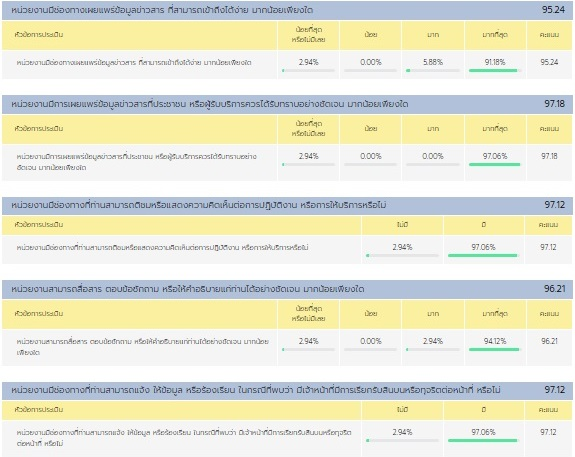 หน่วยงานมีช่องทางเผยแพร่ข้อมูลข่าวสาร ที่สามารถเข้าถึงได้ง่าย มากน้อยเพียงใด 95.24
หัวข้อการประเมิน น้อยที่สุด หรือไม่มีเลย น้อย มาก มากที่สุด คะแนน
หน่วยงานมีช่องทางเผยแพร่ข้อมูลข่าวสาร ที่สามารถเข้าถึงได้ง่าย มากน้อยเพียงใด 2.94% 0.00% 5.88% 91.18% 95.24
หน่วยงานมีการเผยแพร่ข้อมูลข่าวสารที่ประชาชน หรือผู้รับบริการควรได้รับทราบอย่างชัดเจน มากน้อยเพียงใด 97.18
หัวข้อการประเมิน น้อยที่สุด หรือไม่มีเลย น้อย มาก มากที่สุด คะแนน
หน่วยงานมีการเผยแพร่ข้อมูลข่าวสารที่ประชาชน หรือผู้รับบริการควรได้รับทราบอย่าง 2.94% 0.00% 0.00% 97.06% 97.18
ชัดเจน มากน้อยเพียงใด
หน่วยงานมีช่องทางที่ท่านสามารถติชมหรือแสดงความคิดเห็นต่อการปฏิบัติงาน หรือการให้บริการหรือไม่ 97.12
หัวข้อการประเมิน ไม่มี มี คะแนน
หน่วยงานมีช่องทางที่ท่านสามารถติชมหรือแสดงความคิดเห็นต่อการปฏิบัติงาน หรือการให้บริการหรือไม่ 2.94% 97.06% 97.12
หน่วยงานสามารถสื่อสาร ตอบข้อซักถาม หรือให้คำอธิบายแก่ท่านได้อย่างชัดเจน มากน้อยเพียงใด 96.21
หัวข้อการประเมิน น้อยที่สุด หรือไม่มีเลย น้อย มาก มากที่สุด คะแนน
หน่วยงานสามารถสื่อสาร ตอบข้อซักถาม หรือให้คำอธิบายแก่ท่านได้อย่างชัดเจน มากน้อย 2.94% 0.00% 2.94% 94.12% 96.21
เพียงใด
หน่วยงานมีช่องทางที่ท่านสามารถแจ้ง ให้ข้อมูล หรือร้องเรียน ในกรณีที่พบว่า มีเจ้าหน้าที่มีการเรียกรับสินบนหรือทุจริตต่อหน้าที่ หรือไม่ 97.12
หัวข้อการประเมิน ไม่มี มี คะแนน
หน่วยงานมีช่องทางที่ท่านสามารถแจ้ง ให้ข้อมูล หรือร้องเรียน ในกรณีที่พบว่า มีเจ้าหน้าที่มีการเรียกรับสินบนหรือทุจริต 2.94% 97.06% 97.12
ต่อหน้าที่ หรือไม่